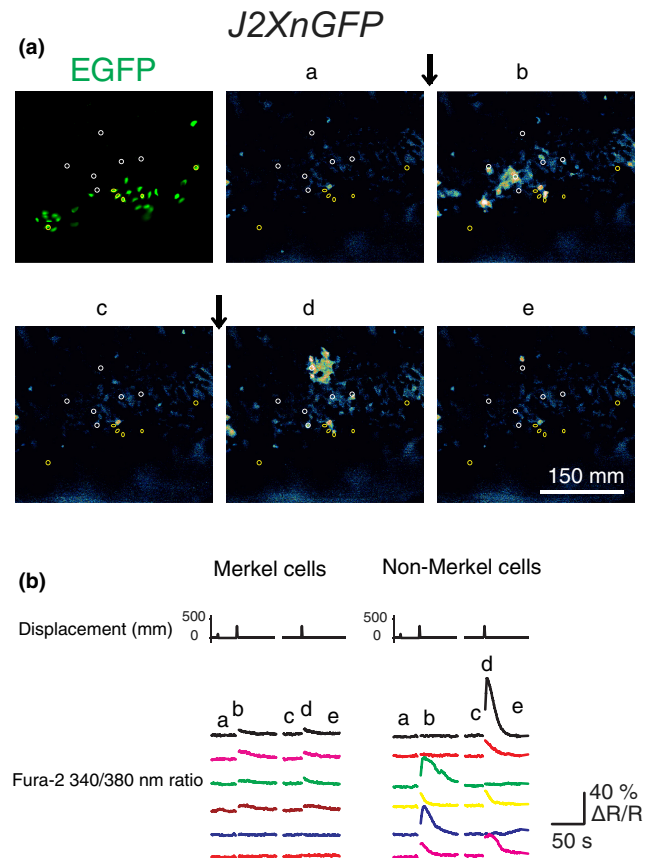 J2XnGFP
(a)
EGFP
a
b
c
d
e
150 mm
(b)
Merkel cells
Non-Merkel cells
Displacement (mm)
500
0
500
0
a b c d e
a b c d e
Fura-2 340/380 nm ratio
40 %
ΔR/R
50 s